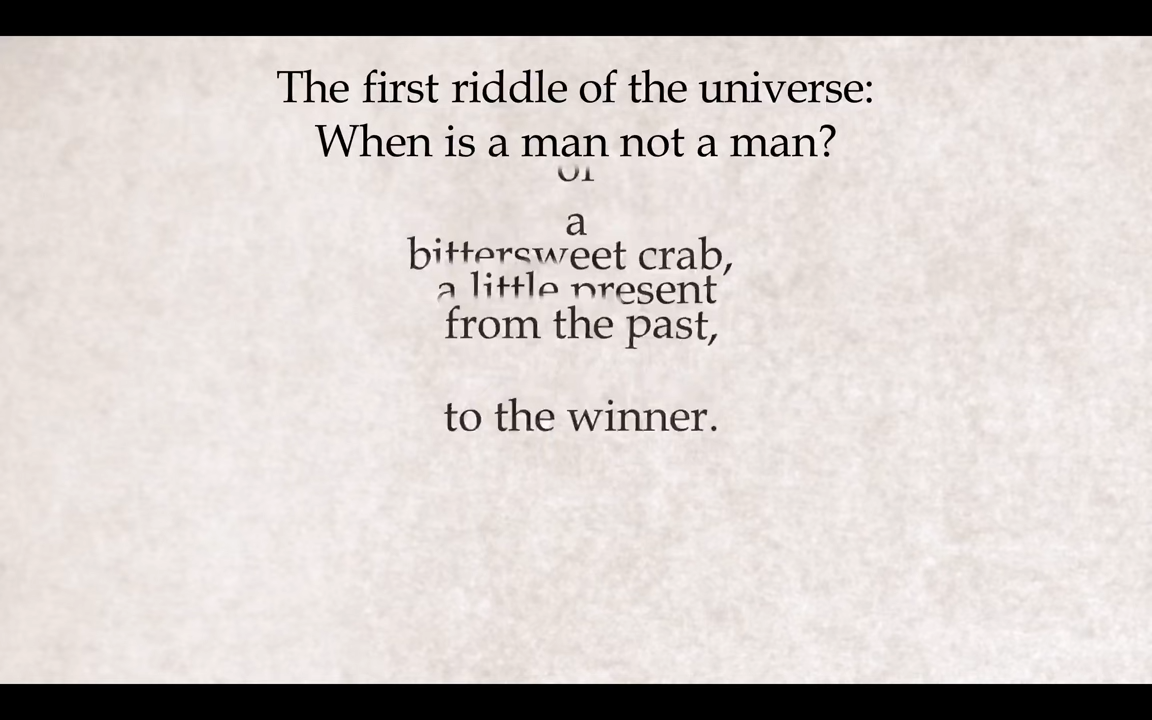 The first riddle of the universe:
When is a man not a man?
of
a
bittersweet crab,
a little present
from the past,
to the winner.